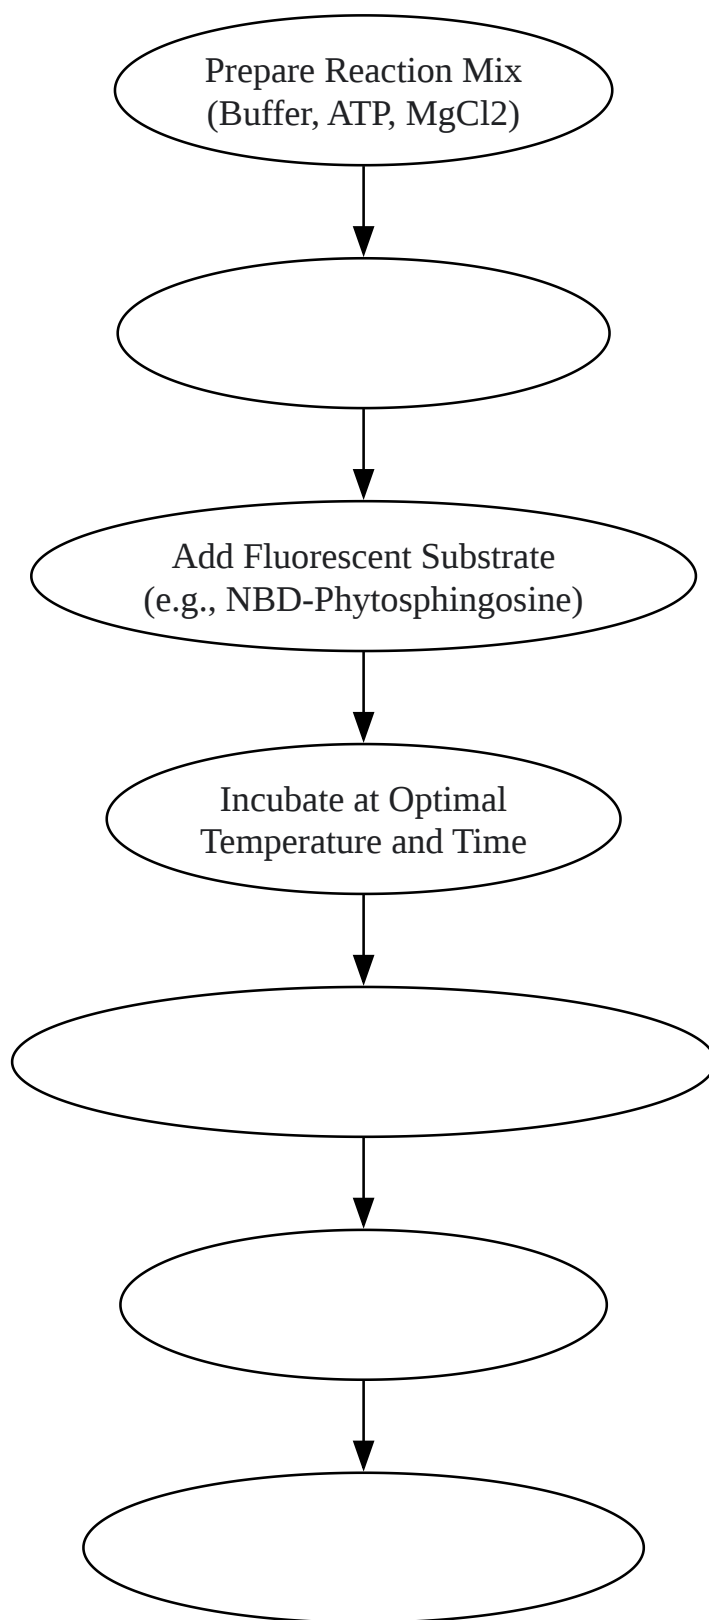 Prepare Reaction Mix
(Buffer, ATP, MgCl2)
Add Fluorescent Substrate
(e.g., NBD-Phytosphingosine)
Incubate at Optimal
Temperature and Time